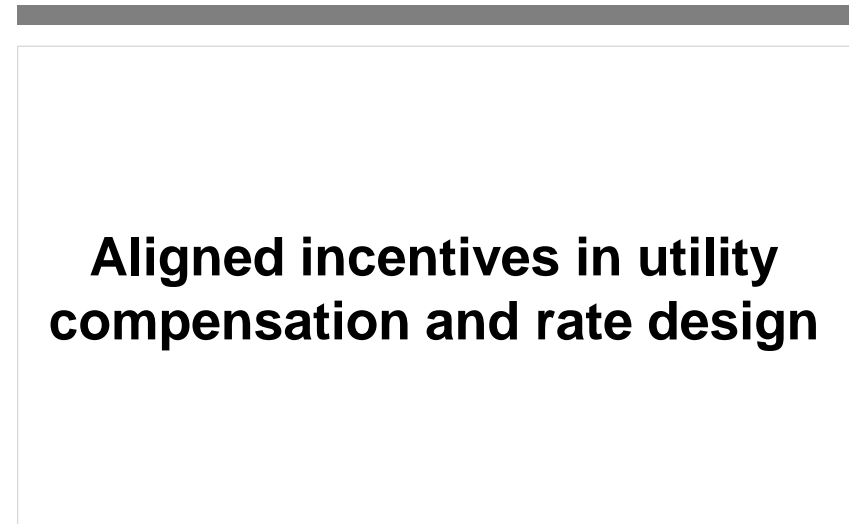 Aligned incentives in utility
compensation and rate design